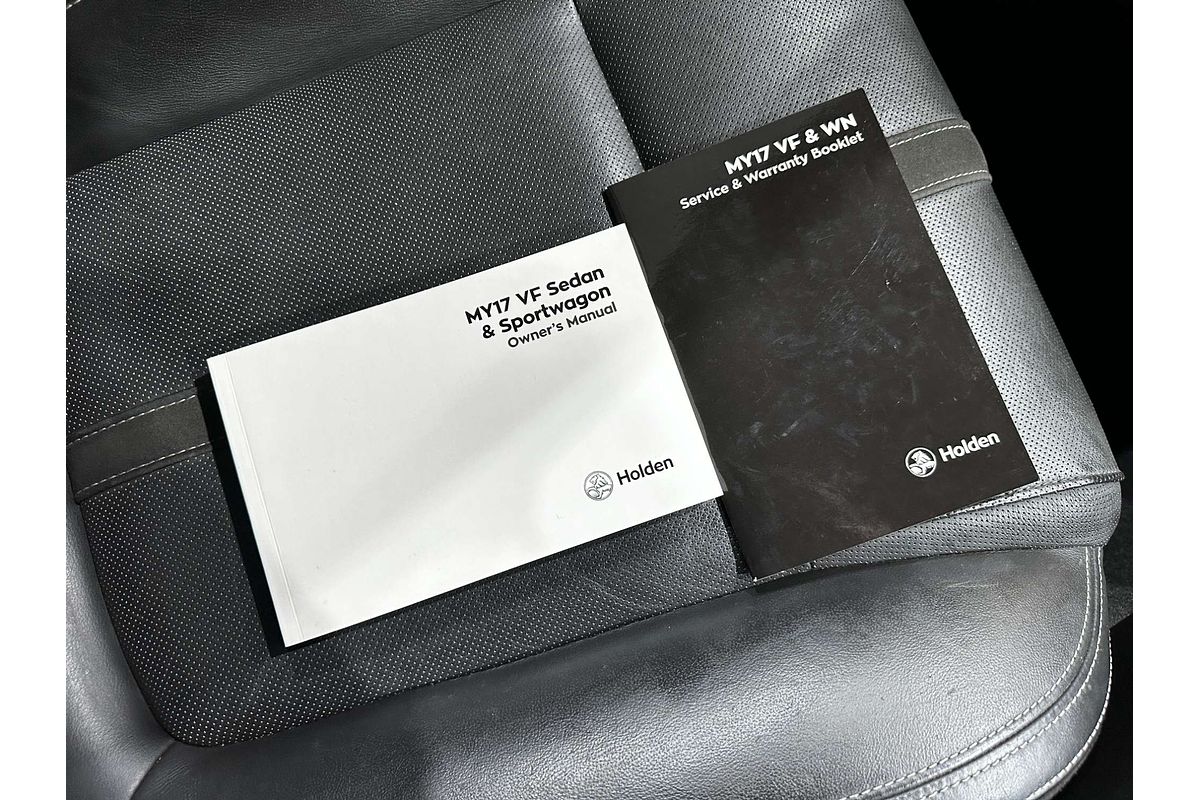 MY17 VF & WN
Service & Warranty Booklet
Holden
MY17 VF Sedan
& Sportwagon
Owner's Manual
Holden